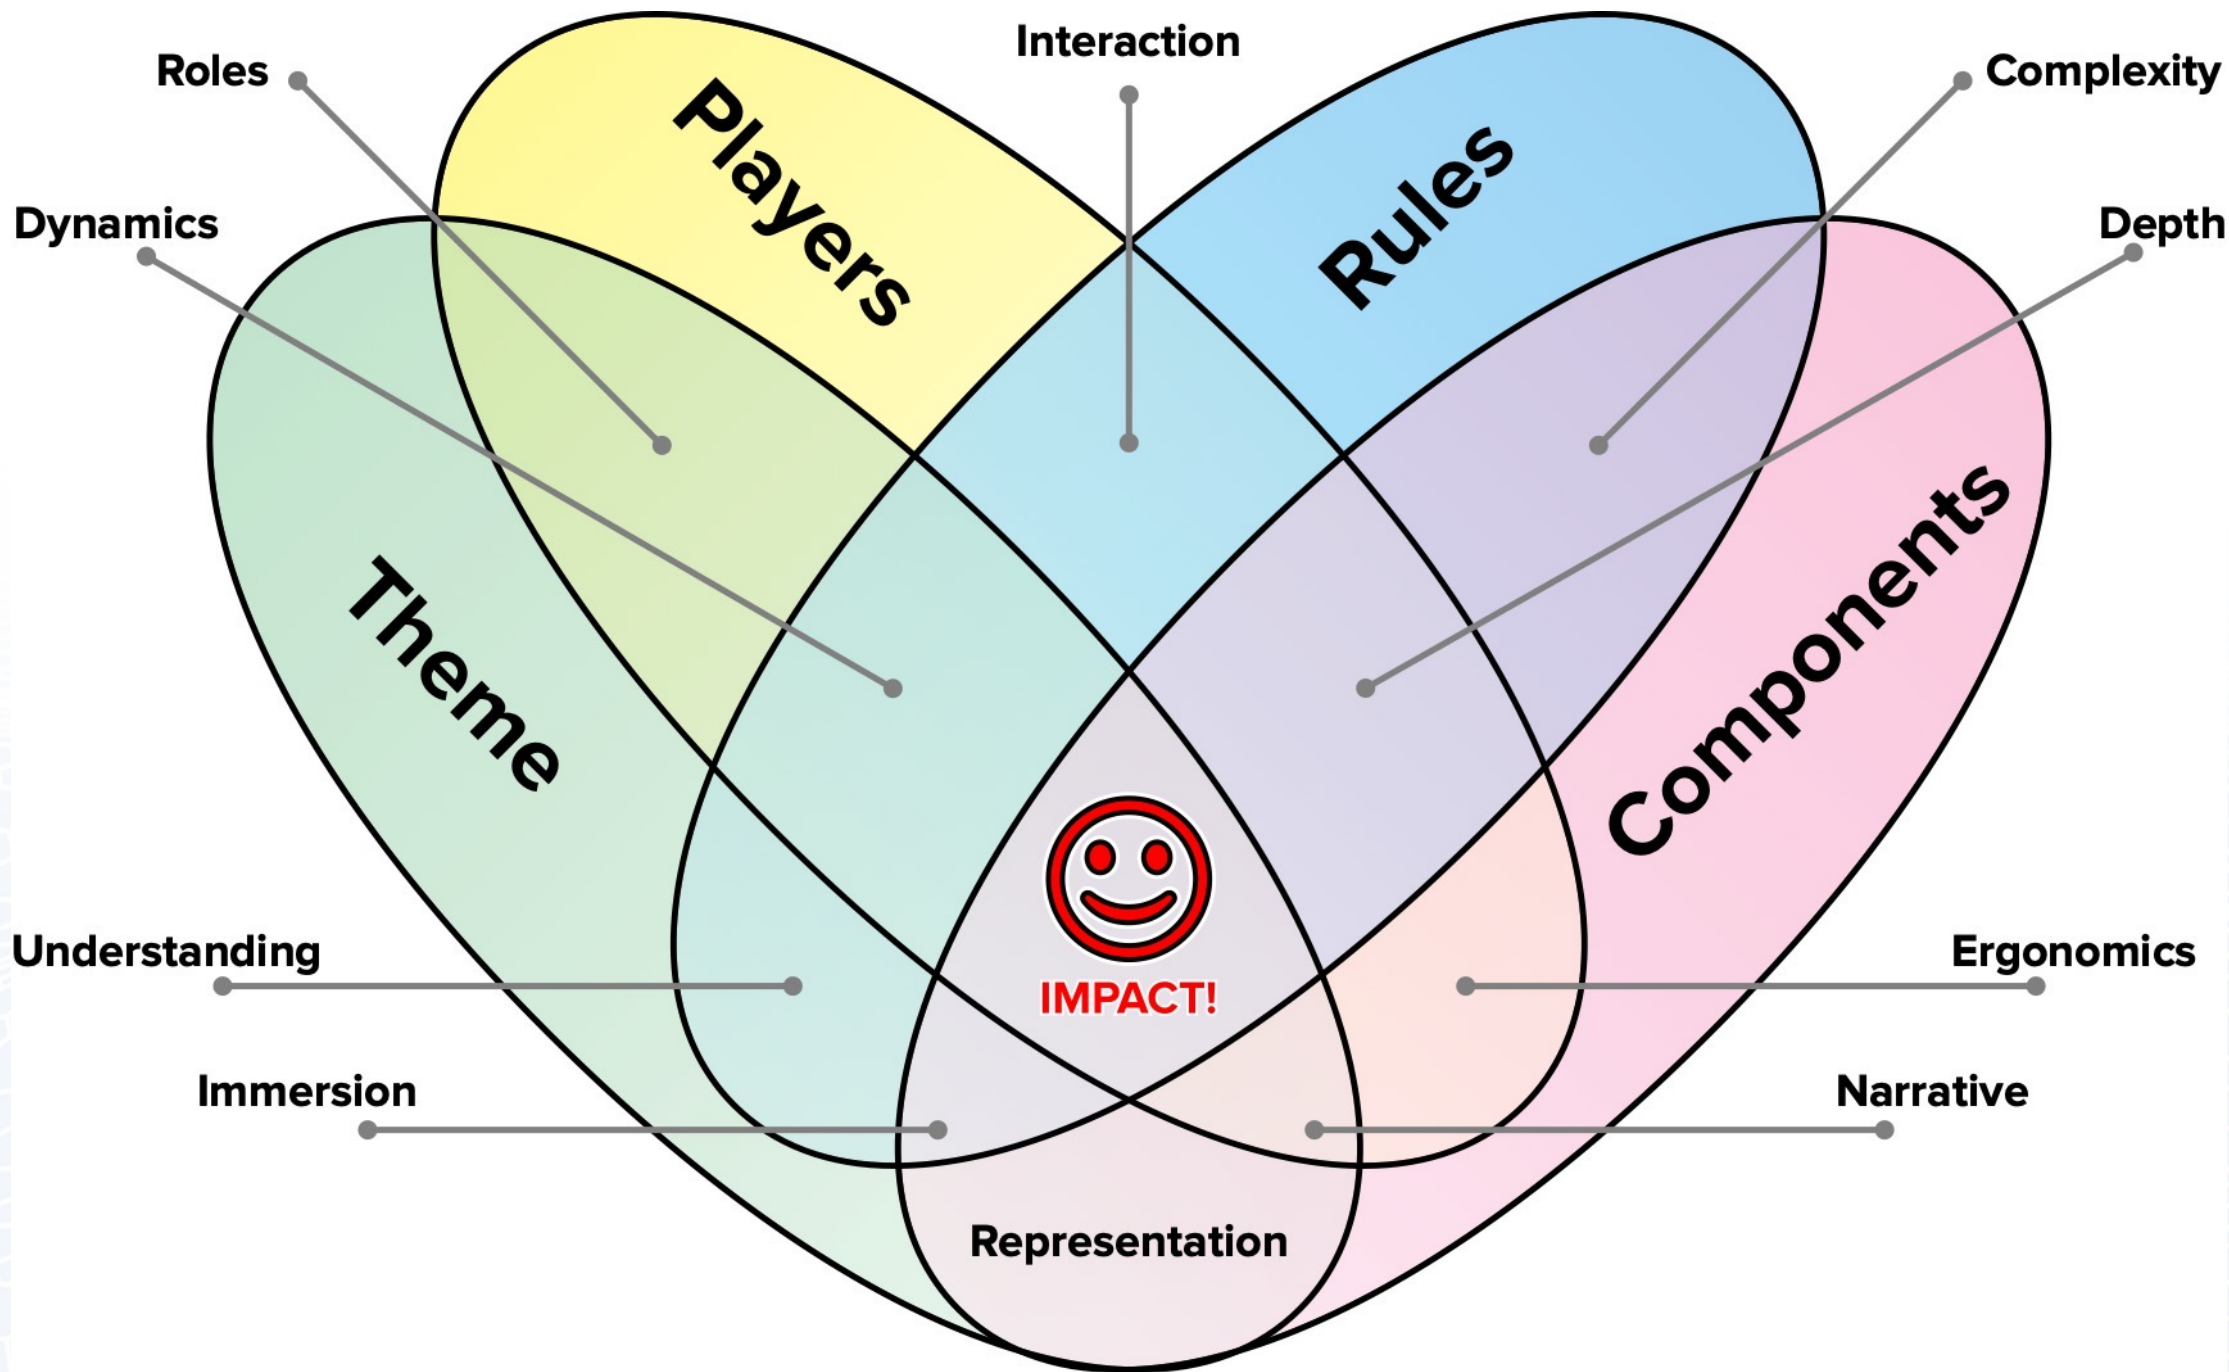 Interaction
Roles
Complexity
Players
Rules
Dynamics
Depth
Theme
Components
Understanding
Ergonomics
IMPACT!
Immersion
Narrative
Representation